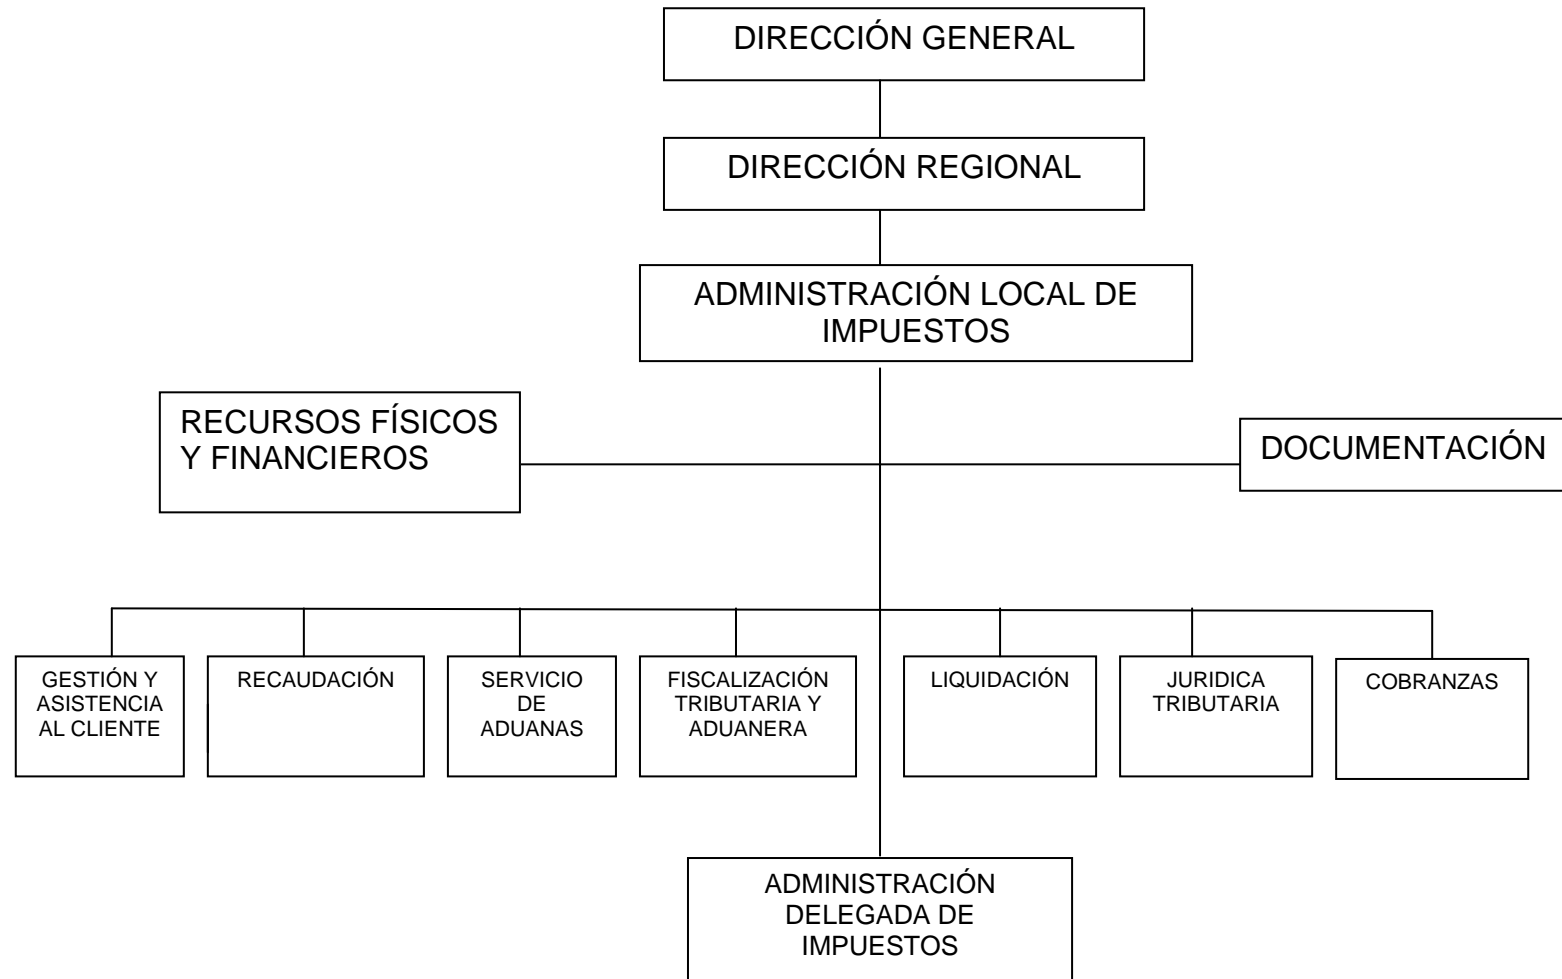 DIRECCIÓN GENERAL
DIRECCIÓN REGIONAL
ADMINISTRACIÓN LOCAL DE
IMPUESTOS
RECURSOS FÍSICOS
Y FINANCIEROS
DOCUMENTACIÓN
GESTIÓN Y
ASISTENCIA
AL CLIENTE
RECAUDACIÓN
SERVICIO
DE
ADUANAS
FISCALIZACIÓN
TRIBUTARIA Y
ADUANERA
LIQUIDACIÓN
JURIDICA
TRIBUTARIA
COBRANZAS
ADMINISTRACIÓN
DELEGADA DE
IMPUESTOS